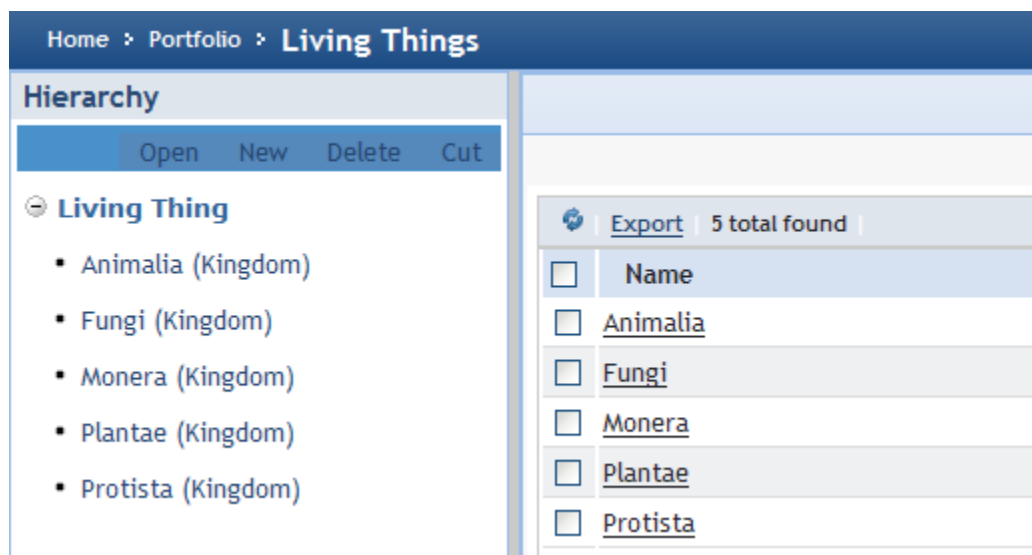 Home > Portfolio > Living Things
Hierarchy
Open New Delete Cut
Living Thing
Animalia (Kingdom)
Fungi (Kingdom)
Monera (Kingdom)
Plantae (Kingdom)
Protista (Kingdom)
Export 5 total found
Name
Animalia
Fungi
Monera
Plantae
Protista